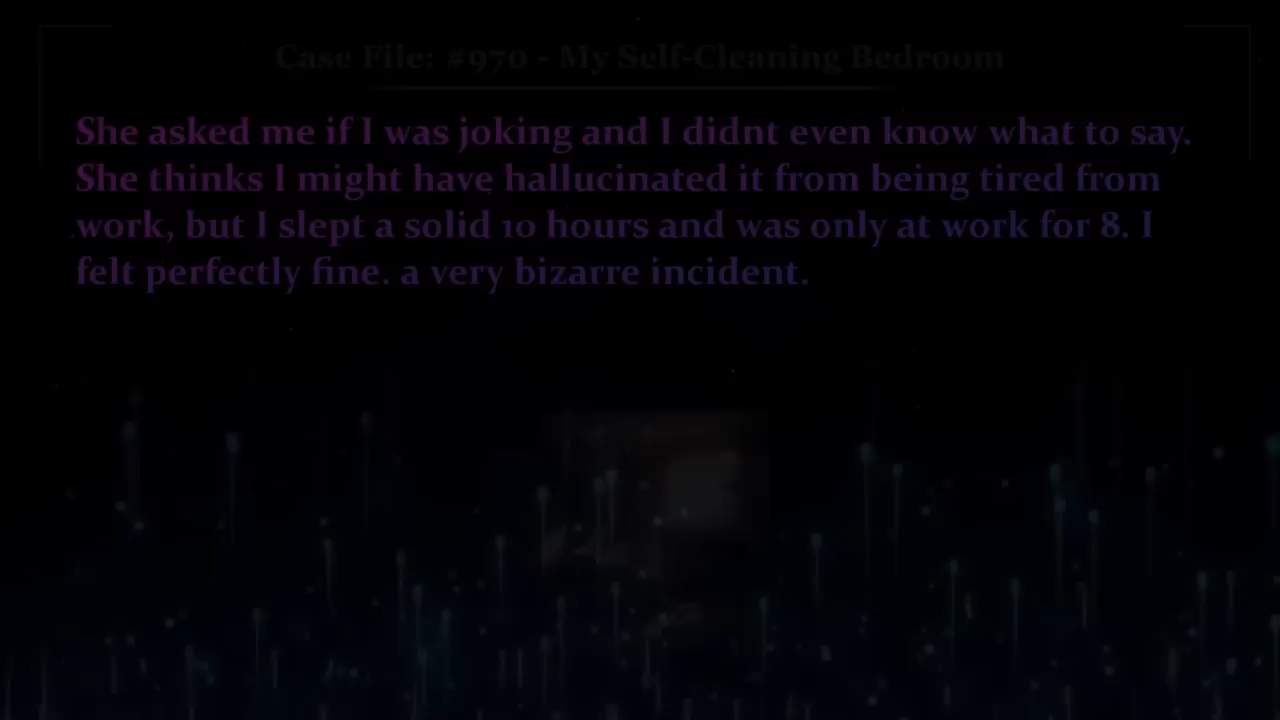 Case File: #970 - My Self-Cleaning Bedroom
She asked me if I was joking and I didnt even know what to say.
She thinks I might have hallucinated it from being tired from
work, but I slept a solid 10 hours and was only at work for 8. I
felt perfectly fine. a very bizarre incident.